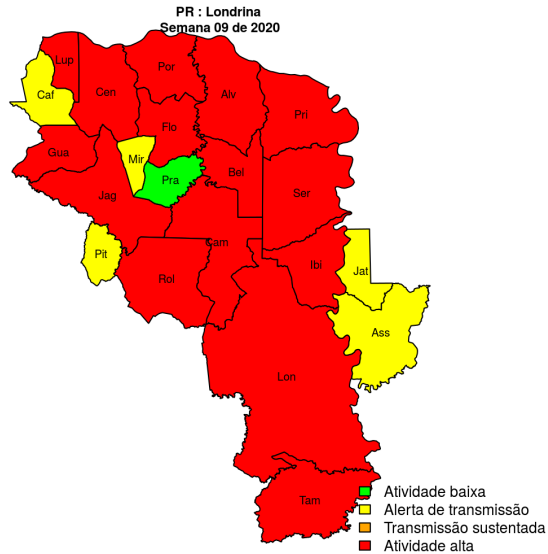 PR : Londrina
Semana 09 de 2020
Lup
Por
Caf
Cen
Alv
Pri
Flo
Gua
Mir
Bel
Pra
Jag
Ser
Cam
Pit
Rol
Ibi
Jat
Ass
Lon
Tam
Atividade baixa
Alerta de transmissão
Transmissão sustentada
Atividade alta